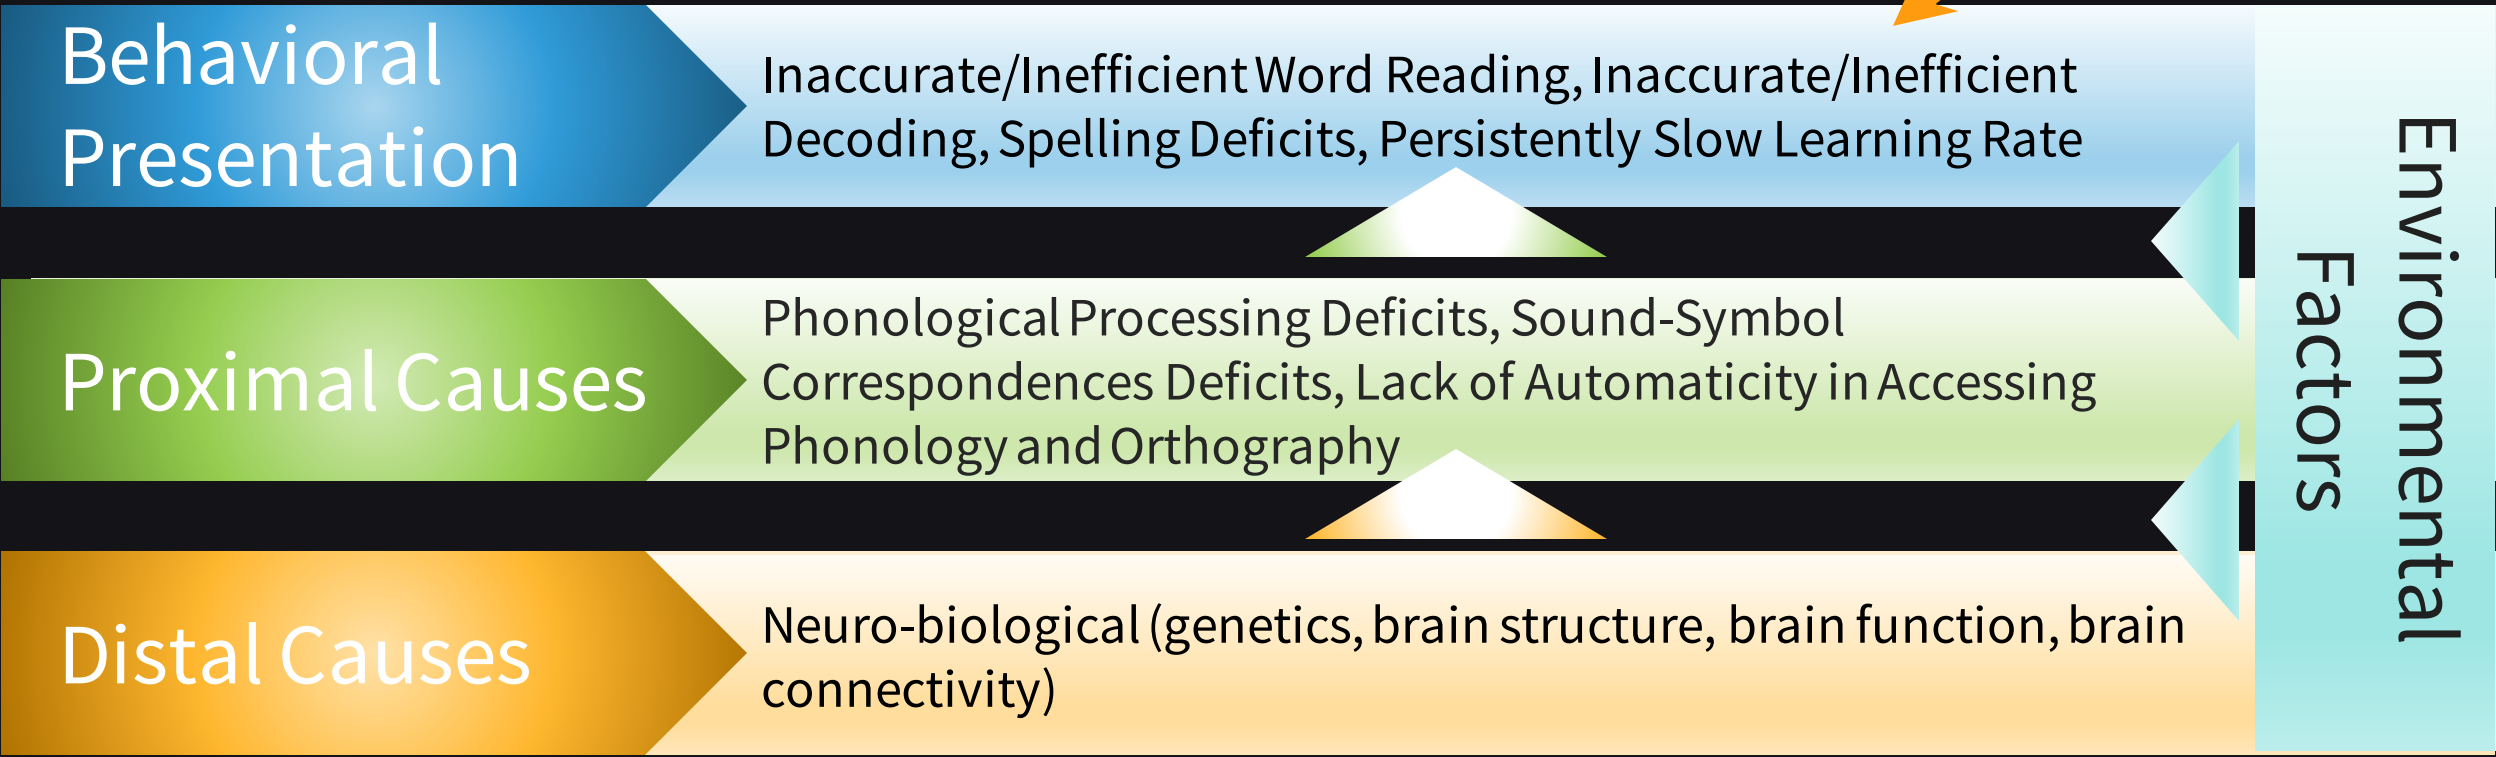 Behavioral
Presentation
Inaccurate/Inefficient Word Reading, Inaccurate/Inefficient
Decoding, Spelling Deficits, Persistently Slow Learning Rate
Proximal Causes
Phonological Processing Deficits, Sound-Symbol
Correspondence Deficits, Lack of Automaticity in Accessing
Phonology and Orthography
Distal Causes
Neuro-biological (genetics, brain structure, brain function, brain
connectivity)
Environmental
Factors